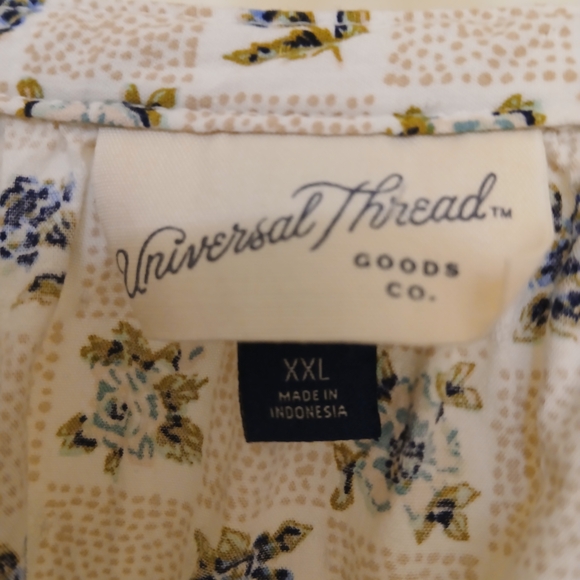 Universal Thread™
GOODS
CO.
XXL
MADE IN
INDONESIA